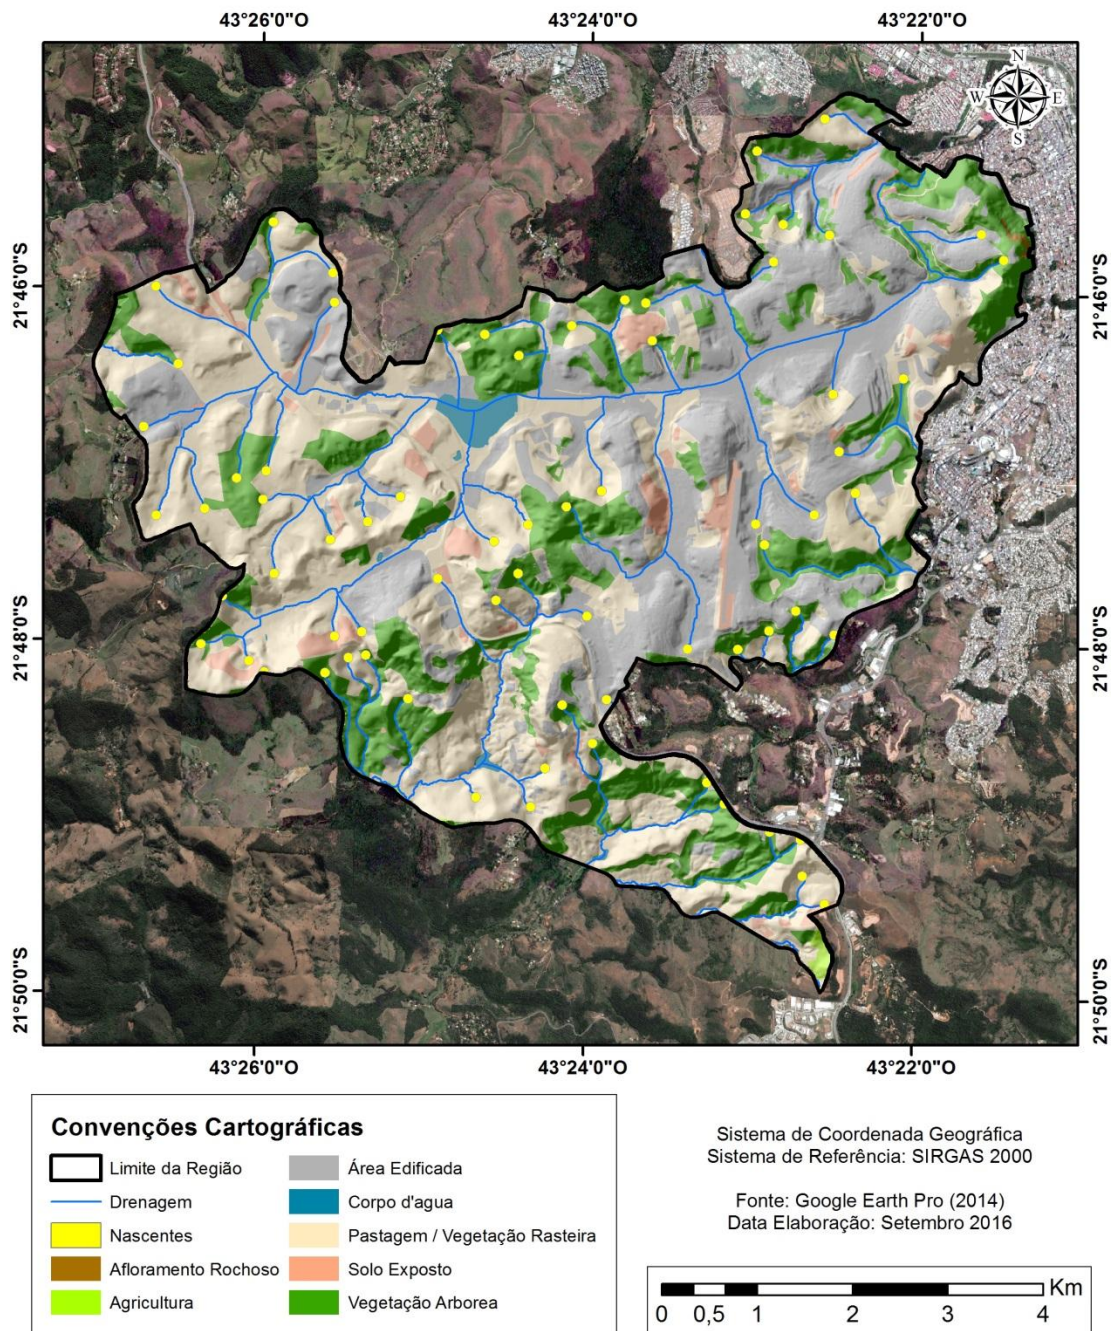 43°26'0"O
43°24'0"O
43°22'0"O
N
W
E
S
21°46'0"S
21°46'0"S
21°48'0"S
21°48'0"S
21°50'0"S
21°50'0"S
43°26'0"O
43°24'0"O
43°22'0"O
Convenções Cartográficas
Limite da Região
Drenagem
Nascentes
Afloramento Rochoso
Agricultura
Área Edificada
Corpo d'agua
Pastagem / Vegetação Rasteira
Solo Exposto
Vegetação Arborea
Sistema de Coordenada Geográfica
Sistema de Referência: SIRGAS 2000
Fonte: Google Earth Pro (2014)
Data Elaboração: Setembro 2016
Km
0 0,5 1 2 3 4